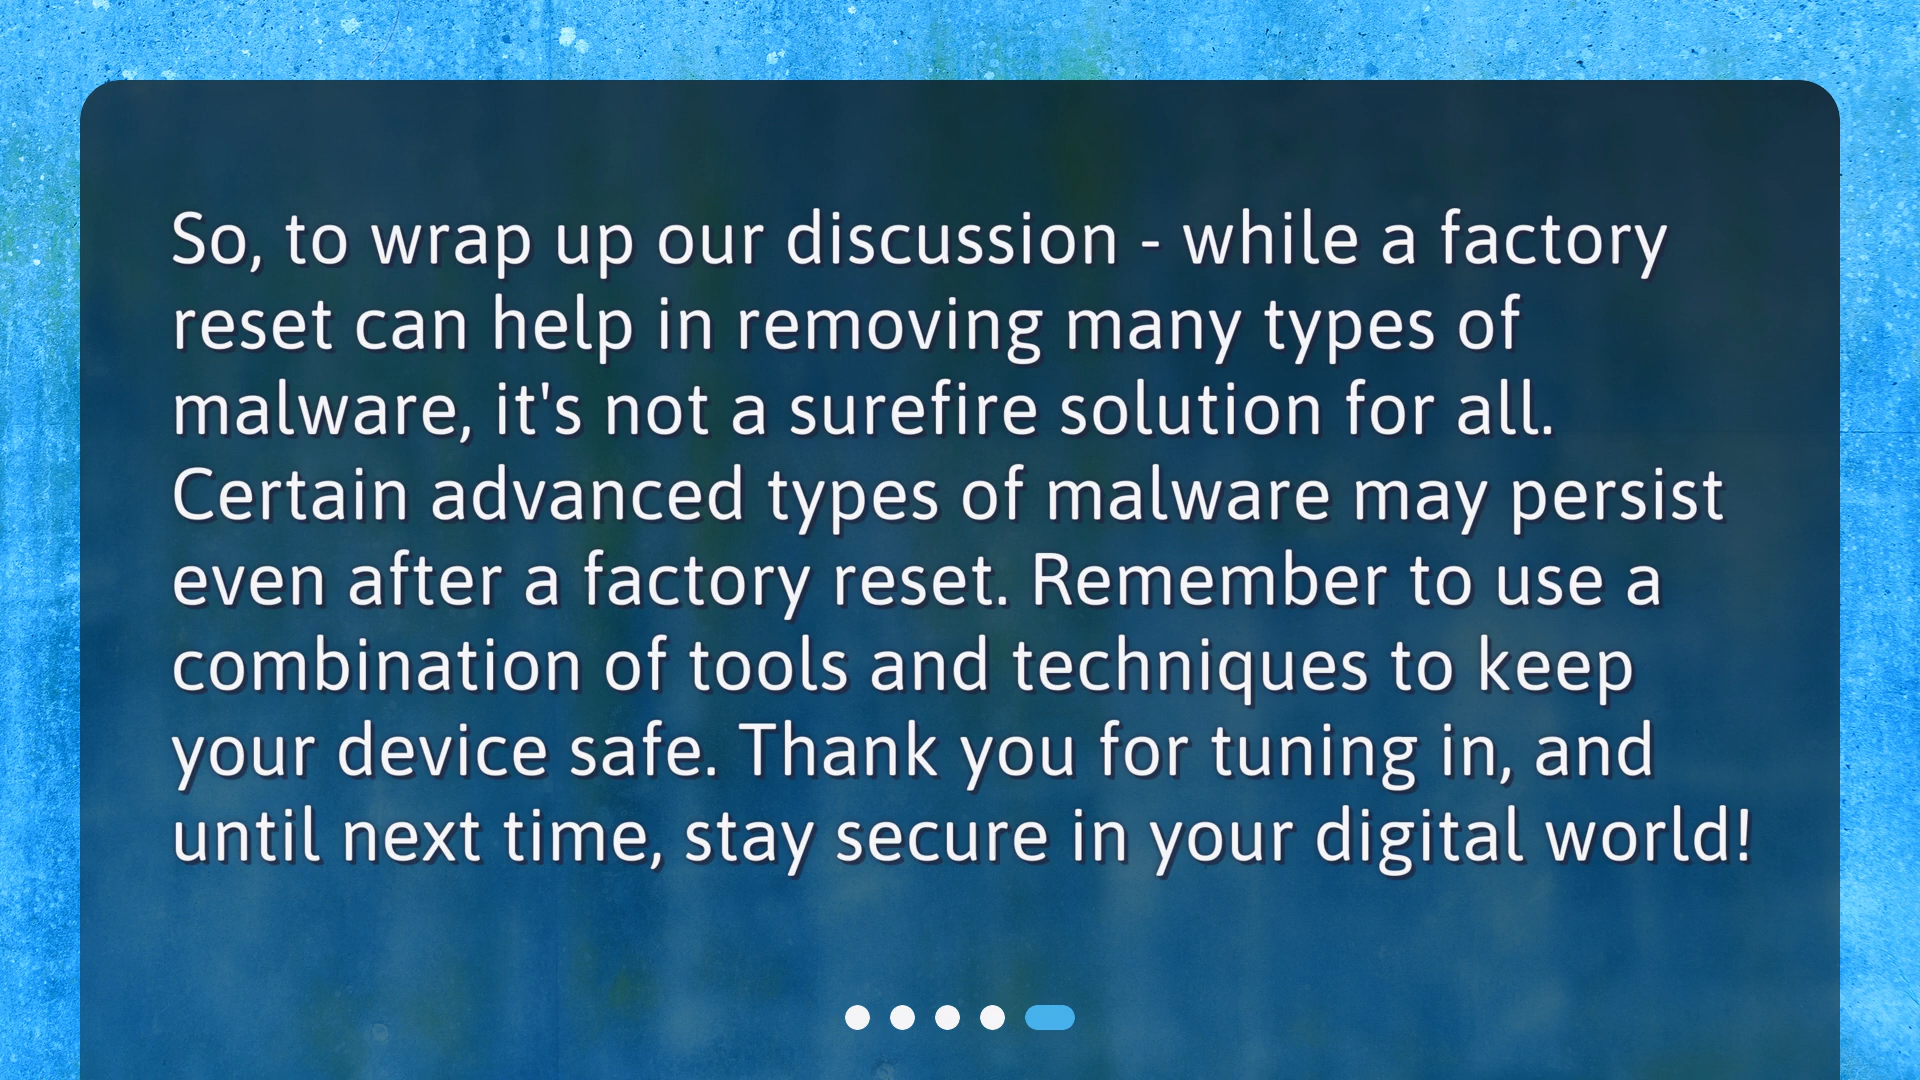 So, to wrap up our discussion - while a factory
reset can help in removing many types of
malware, it's not a surefire solution for all.
Certain advanced types of malware may persist
even after a factory reset. Remember to use a
combination of tools and techniques to keep
your device safe. Thank you for tuning in, and
until next time, stay secure in your digital world!